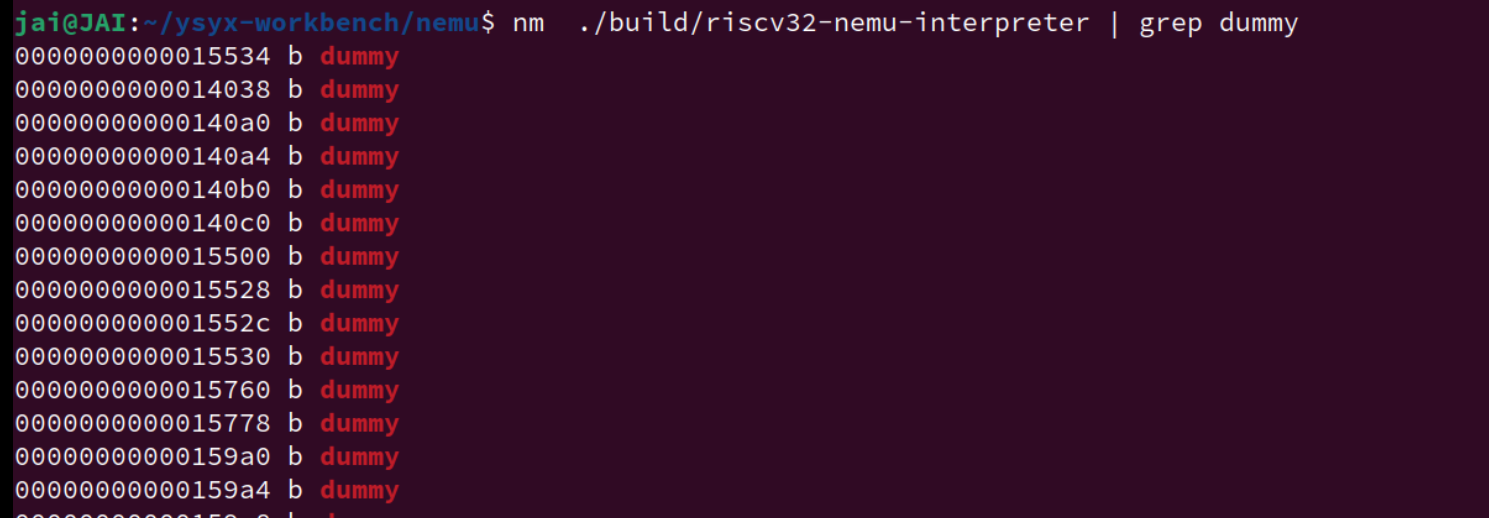 jai@JAI:~/ysyx-workbench/nemu$ nm  ./build/riscv32-nemu-interpreter | grep dummy
0000000000015534 b dummy
0000000000014038 b dummy
00000000000140a0 b dummy
00000000000140a4 b dummy
00000000000140b0 b dummy
00000000000140c0 b dummy
0000000000015500 b dummy
0000000000015528 b dummy
000000000001552c b dummy
0000000000015530 b dummy
0000000000015760 b dummy
0000000000015778 b dummy
00000000000159a0 b dummy
00000000000159a4 b dummy